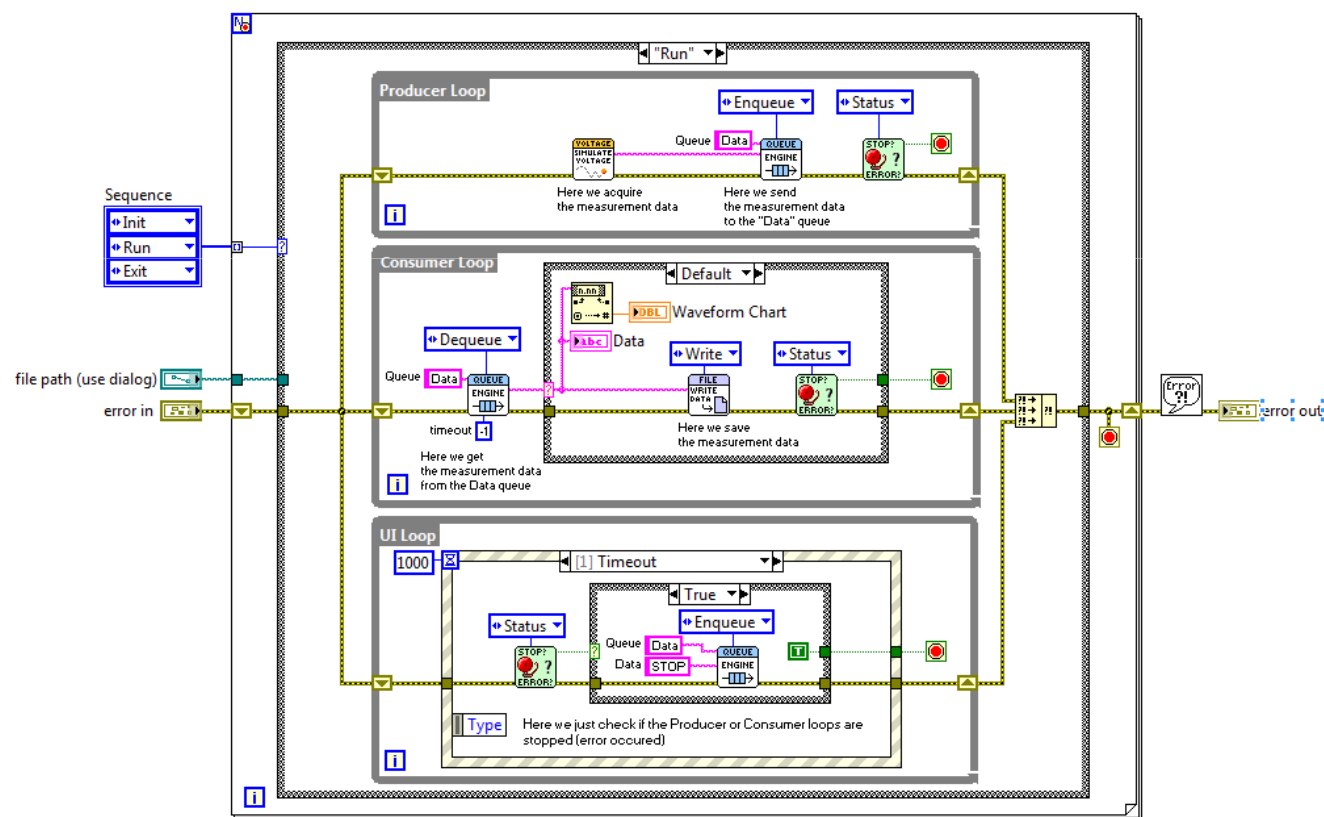 N
"Run"
Producer Loop
Enqueue
Status
Queue
Data
VOLTAGE
SIMULATE
VOLTAGE
QUEUE
ENGINE
STOP?
?
ERROR?
Here we acquire
the measurement data
Here we send
the measurement data
to the "Data" queue
i
Sequence
Init
Run
Exit
?
Consumer Loop
Default
n.nn
DBL
Waveform Chart
Dequeue
abc
Data
Write
Status
Queue
Data
QUEUE
ENGINE
?
FILE
WRITE
DATA
STOP?
?
ERROR?
timeout
-1
Here we save
the measurement data
Here we get
the measurement data
from the Data queue
i
file path (use dialog)
error in
?!
?!
?!
?!
Error
?!
error out
UI Loop
1000
[1] Timeout
True
Status
Enqueue
STOP?
?
ERROR?
?
Queue
Data
Data
STOP
QUEUE
ENGINE
T
Type
Here we just check if the Producer or Consumer loops are
stopped (error occured)
i
i